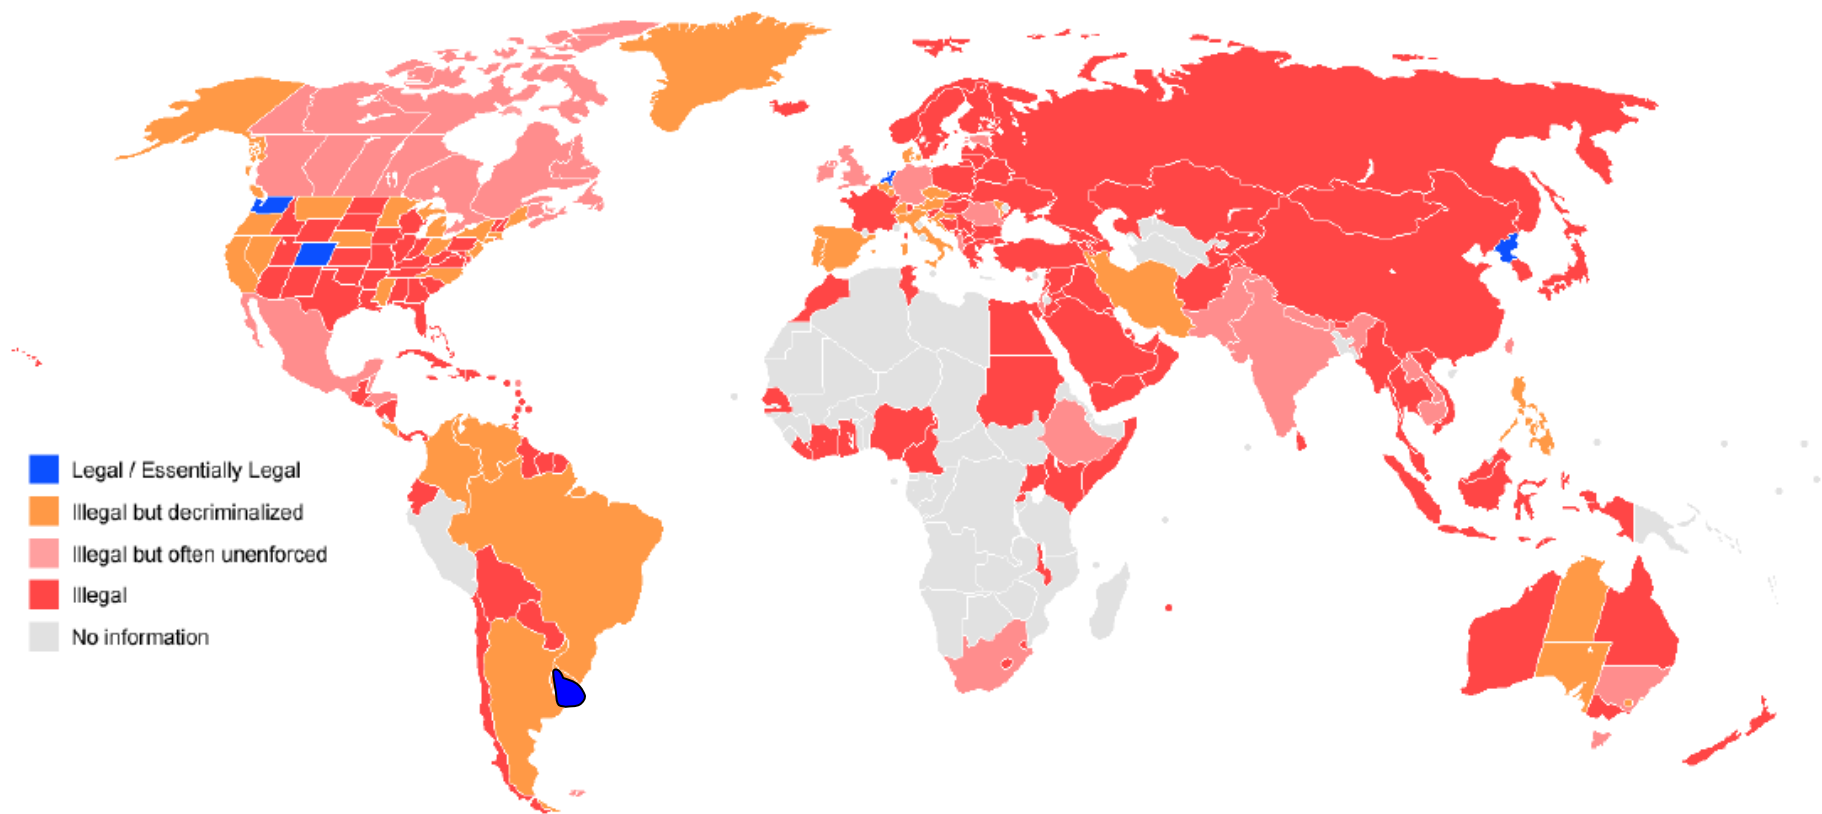 Legal / Essentially Legal
Illegal but decriminalized
Illegal but often unenforced
Illegal
No information